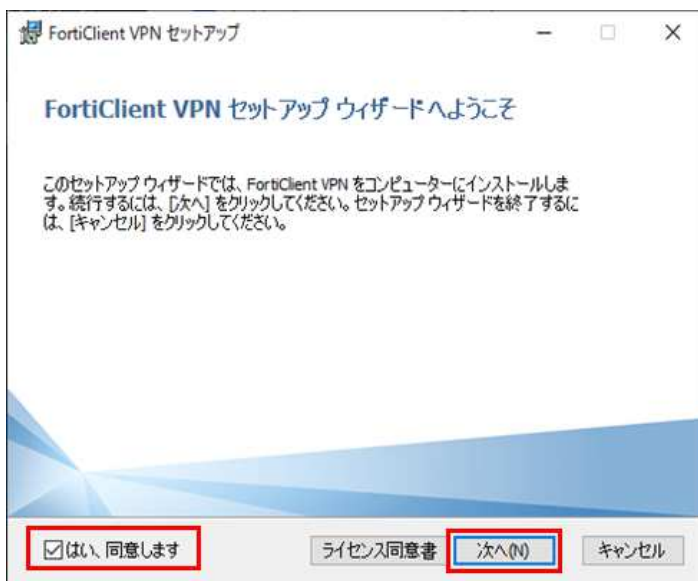 FortiClient VPN セットアップ
FortiClient VPN セットアップ ウィザードへようこそ
このセットアップ ウィザードでは、FortiClient VPN をコンピューターにインストールしま
す。続行するには、[次へ] をクリックしてください。セットアップ ウィザードを終了するに
は、[キャンセル] をクリックしてください。
はい、同意します
ライセンス同意書
次へ(N)
キャンセル